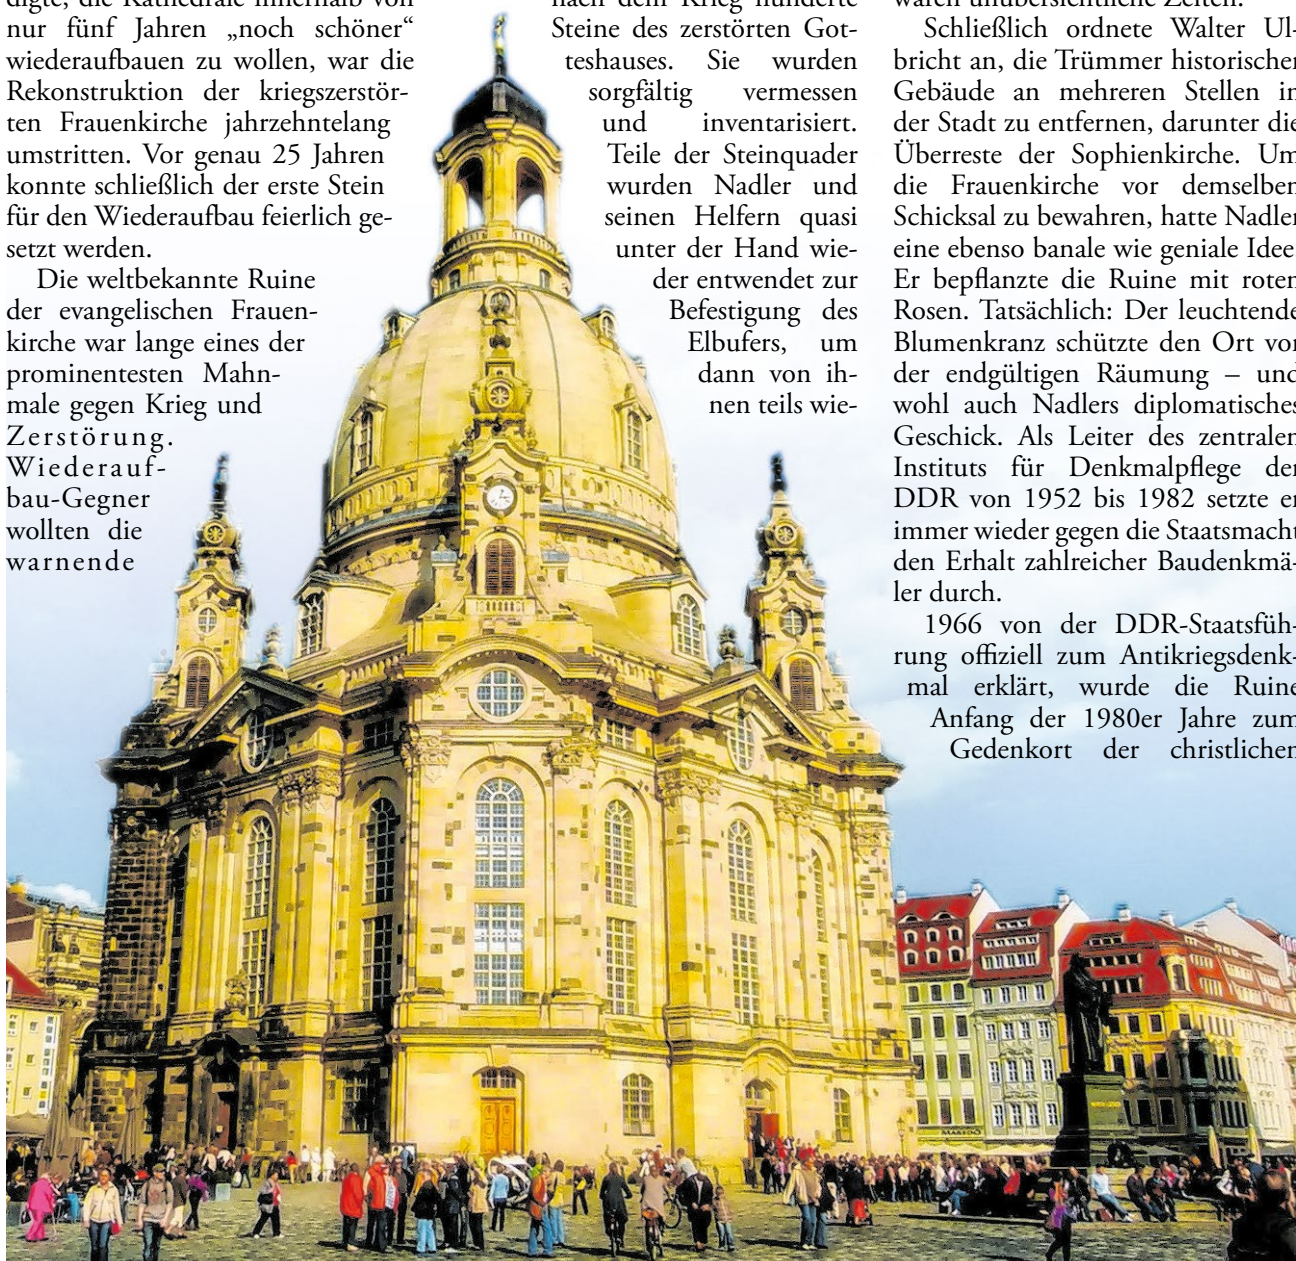 digte, die Kathedrale innerhalb von
nur fünf Jahren „noch schöner“
wiederaufbauen zu wollen, war die
Rekonstruktion der kriegszerstör-
ten Frauenkirche jahrzehntelang
umstritten. Vor genau 25 Jahren
konnte schließlich der erste Stein
für den Wiederaufbau feierlich ge-
setzt werden.
Die weltbekannte Ruine
der evangelischen Frauen-
kirche war lange eines der
prominentesten Mahn-
male gegen Krieg und
Zerstörung.
Wiederauf-
bau-Gegner
wollten die
warnende
nach dem Krieg hunderte
Steine des zerstörten Got-
teshauses. Sie wurden
sorgfältig vermessen
und inventarisiert.
Teile der Steinquader
wurden Nadler und
seinen Helfern quasi
unter der Hand wie-
der entwendet zur
Befestigung des
Elbufers, um
dann von ih-
nen teils wie-
waren unübersichtliche Zeiten.
Schließlich ordnete Walter Ul-
bricht an, die Trümmer historischer
Gebäude an mehreren Stellen in
der Stadt zu entfernen, darunter die
Überreste der Sophienkirche. Um
die Frauenkirche vor demselben
Schicksal zu bewahren, hatte Nadler
eine ebenso banale wie geniale Idee.
Er bepflanzte die Ruine mit roten
Rosen. Tatsächlich: Der leuchtende
Blumenkranz schützte den Ort vor
der endgültigen Räumung – und
wohl auch Nadlers diplomatisches
Geschick. Als Leiter des zentralen
Instituts für Denkmalpflege der
DDR von 1952 bis 1982 setzte er
immer wieder gegen die Staatsmacht
den Erhalt zahlreicher Baudenkmä-
ler durch.
1966 von der DDR-Staatsfüh-
rung offiziell zum Antikriegsdenk-
mal erklärt, wurde die Ruine
Anfang der 1980er Jahre zum
Gedenkort der christlichen